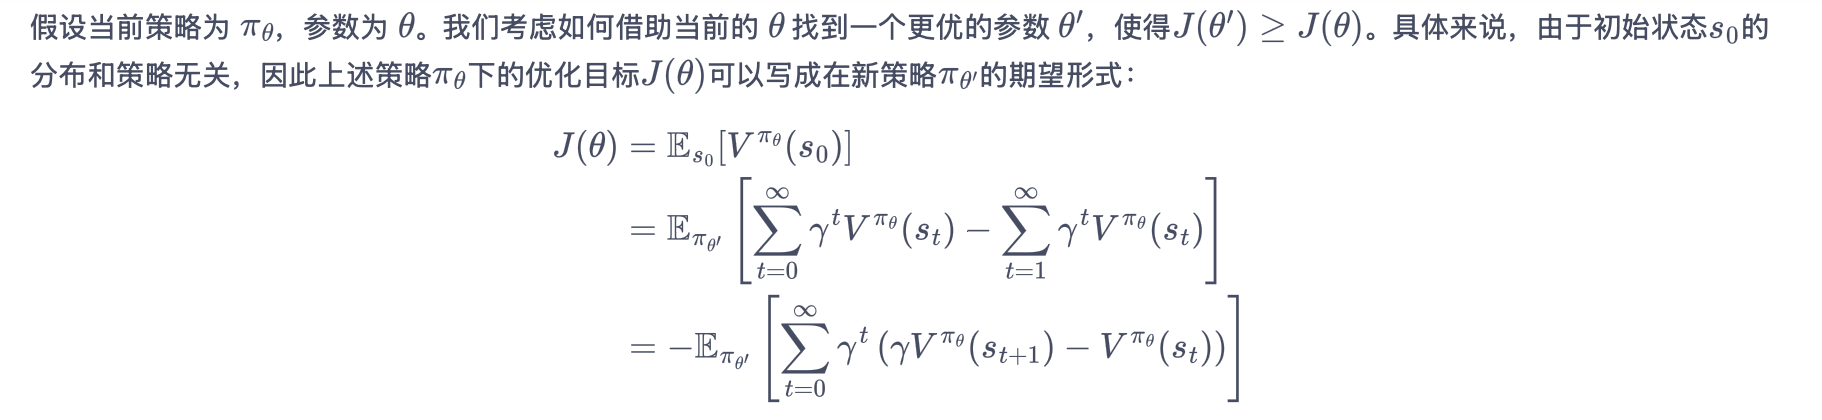 假设当前策略为 $\pi_\theta$，参数为 $\theta$。我们考虑如何借助当前的 $\theta$ 找到一个更优的参数 $\theta'$，使得$J(\theta') \geq J(\theta)$。具体来说，由于初始状态$s_0$的
分布和策略无关，因此上述策略$\pi_\theta$下的优化目标$J(\theta)$可以写成在新策略$\pi_{\theta'}$的期望形式：
$J(\theta) = \mathbb{E}_{s_0}[V^{\pi_\theta}(s_0)]$
$= \mathbb{E}_{\pi_{\theta'}}\left[\sum_{t=0}^{\infty} \gamma^t V^{\pi_\theta}(s_t) - \sum_{t=1}^{\infty} \gamma^t V^{\pi_\theta}(s_t)\right]$
$= -\mathbb{E}_{\pi_{\theta'}}\left[\sum_{t=0}^{\infty} \gamma^t \left(\gamma V^{\pi_\theta}(s_{t+1}) - V^{\pi_\theta}(s_t)\right)\right]$